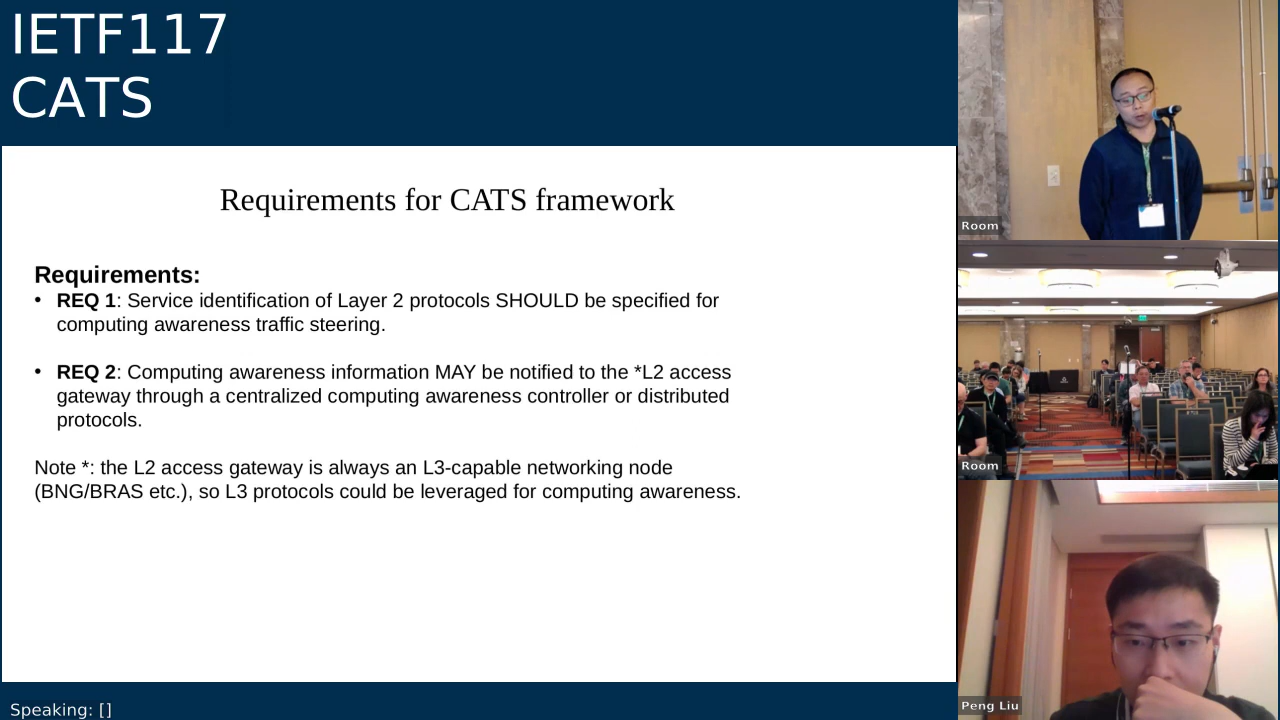 IETF117
CATS
Requirements for CATS framework
Requirements:
• REQ 1: Service identification of Layer 2 protocols SHOULD be specified for
computing awareness traffic steering.
• REQ 2: Computing awareness information MAY be notified to the *L2 access
gateway through a centralized computing awareness controller or distributed
protocols.
Note *: the L2 access gateway is always an L3-capable networking node
(BNG/BRAS etc.), so L3 protocols could be leveraged for computing awareness.
Speaking: []
Room
Room
Peng Liu